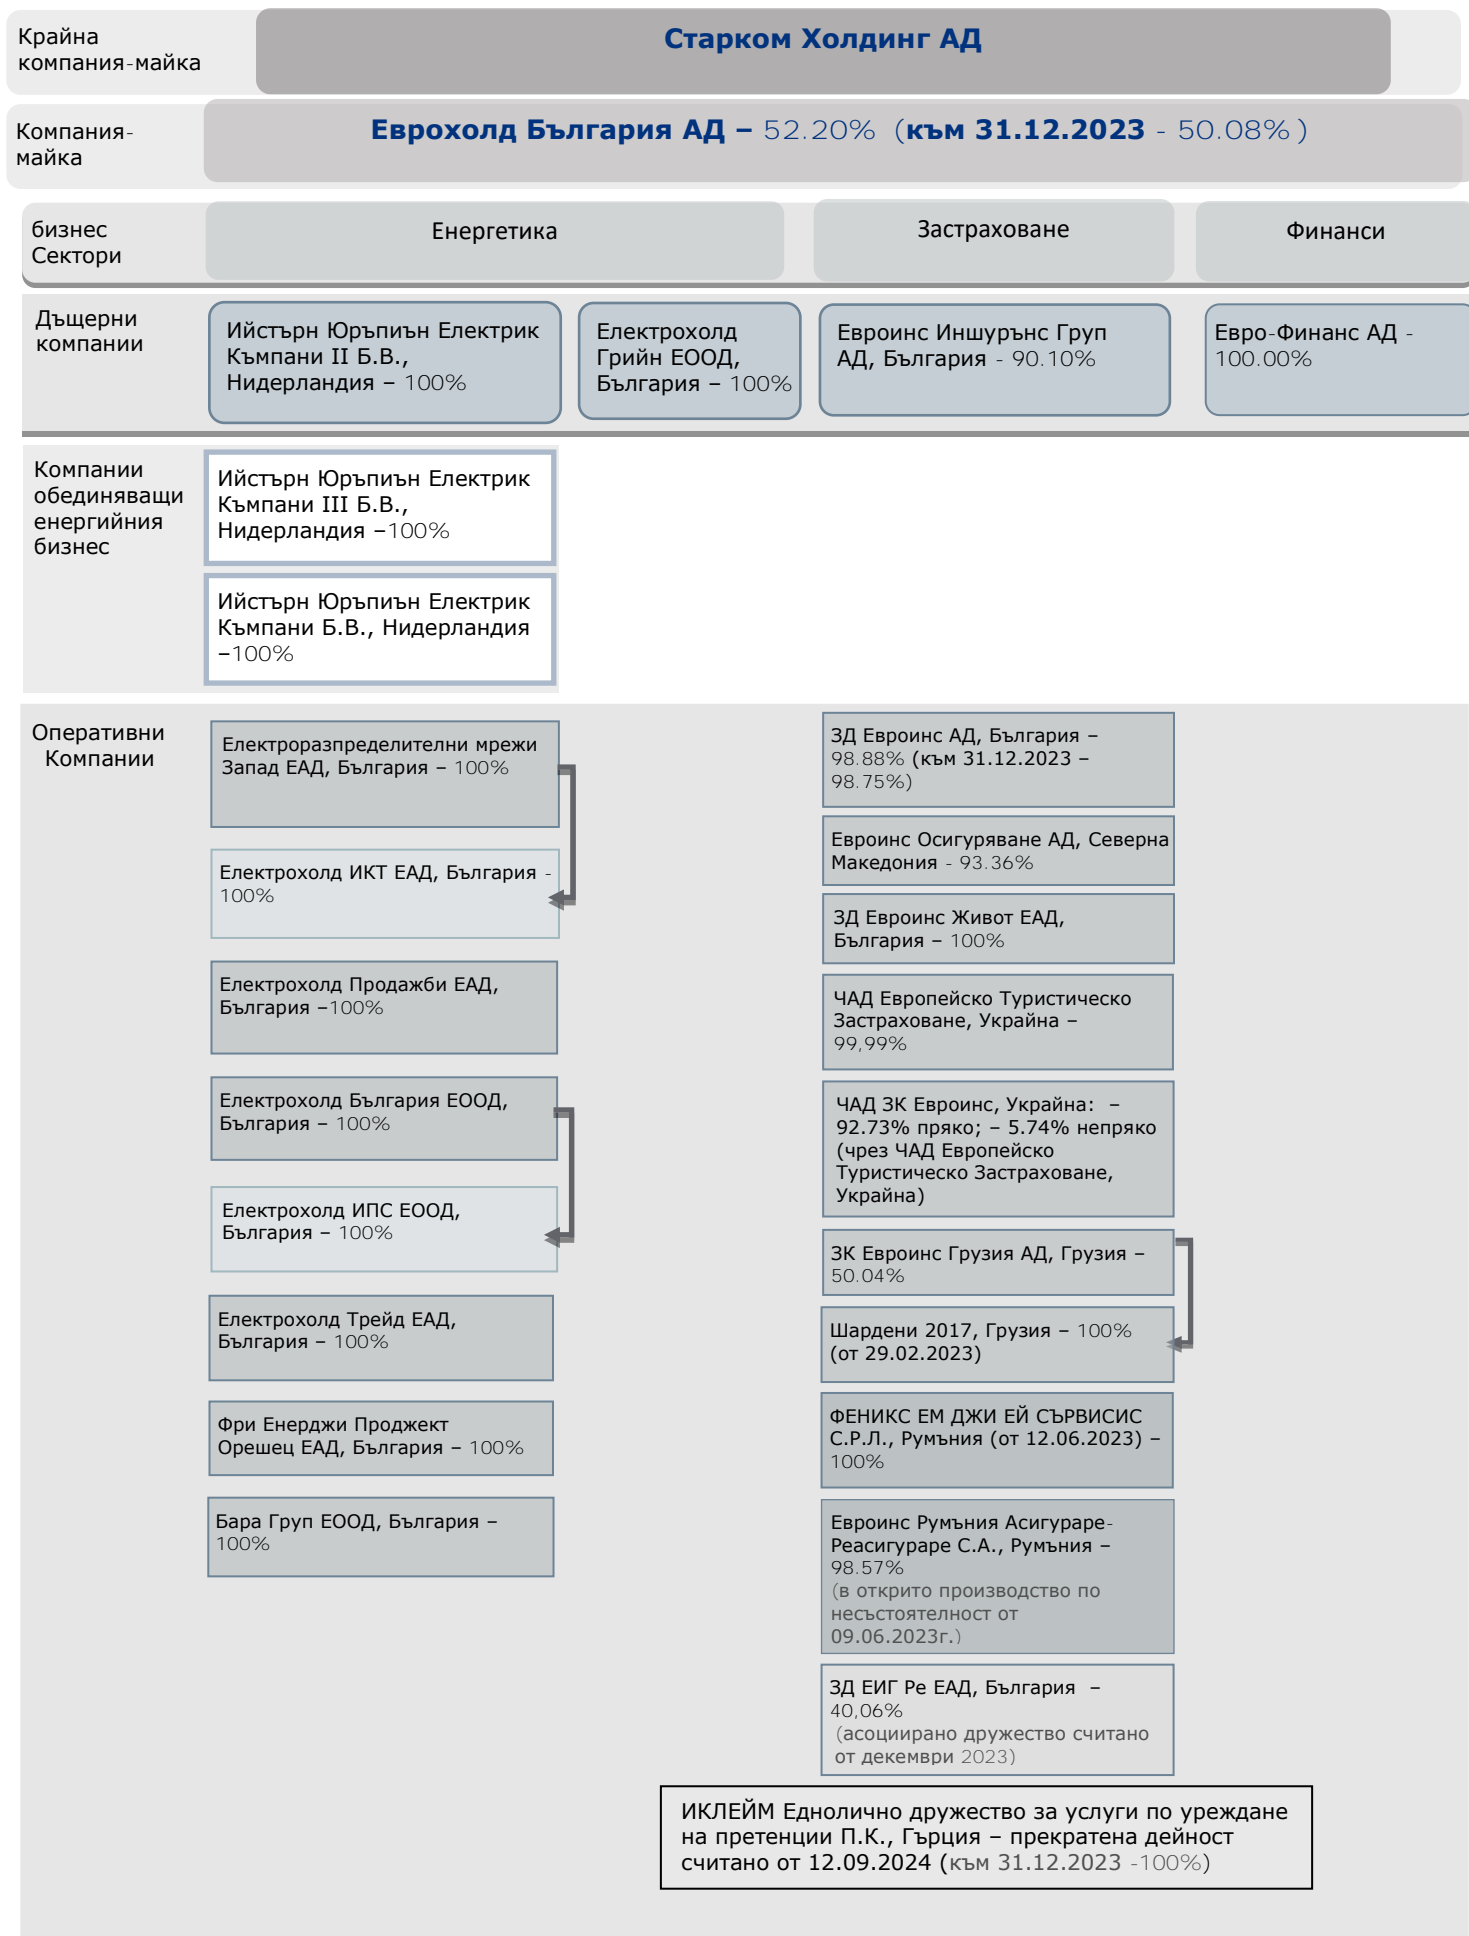 Крайна
компания-майка
Старком Холдинг АД
Компания-
майка
Еврохолд България АД – 52.20% (към 31.12.2023 - 50.08%)
бизнес
Сектори
Енергетика
Застраховане
Финанси
Дъщерни
компании
Ийстърн Юръпиън Електрик
Къмпани II Б.В.,
Нидерландия – 100%
Електрохолд
Грийн ЕООД,
България – 100%
Евроинс Иншурънс Груп
АД, България - 90.10%
Евро-Финанс АД -
100.00%
Компании
обединяващи
енергийния
бизнес
Ийстърн Юръпиън Електрик
Къмпани III Б.В.,
Нидерландия –100%
Ийстърн Юръпиън Електрик
Къмпани Б.В., Нидерландия
–100%
Оперативни
Компании
Електроразпределителни мрежи
Запад ЕАД, България – 100%
Електрохолд ИКТ ЕАД, България -
100%
Електрохолд Продажби ЕАД,
България –100%
Електрохолд България ЕООД,
България – 100%
Електрохолд ИПС ЕООД,
България – 100%
Електрохолд Трейд ЕАД,
България – 100%
Фри Енерджи Проджект
Орешец ЕАД, България – 100%
Бара Груп ЕООД, България –
100%
ЗД Евроинс АД, България –
98.88% (към 31.12.2023 –
98.75%)
Евроинс Осигуряване АД, Северна
Македония - 93.36%
ЗД Евроинс Живот ЕАД,
България – 100%
ЧАД Европейско Туристическо
Застраховане, Украйна –
99,99%
ЧАД ЗК Евроинс, Украйна: –
92.73% пряко; – 5.74% непряко
(чрез ЧАД Европейско
Туристическо Застраховане,
Украйна)
ЗК Евроинс Грузия АД, Грузия –
50.04%
Шардени 2017, Грузия – 100%
(от 29.02.2023)
ФЕНИКС ЕМ ДЖИ ЕЙ СЪРВИСИС
С.Р.Л., Румъния (от 12.06.2023) –
100%
Евроинс Румъния Асигураре-
Реасигураре С.А., Румъния –
98.57%
(в открито производство по
несъстоятелност от
09.06.2023г.)
ЗД ЕИГ Ре ЕАД, България –
40,06%
(асоциирано дружество считано
от декември 2023)
ИКЛЕЙМ Еднолично дружество за услуги по уреждане
на претенции П.К., Гърция – прекратена дейност
считано от 12.09.2024 (към 31.12.2023 -100%)